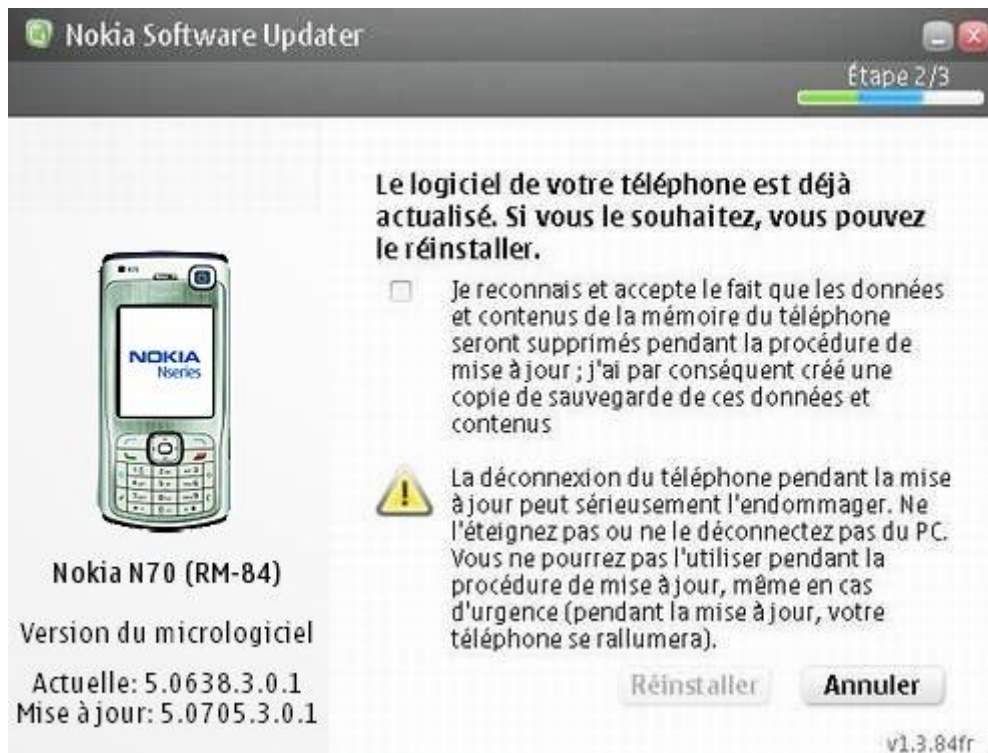 Nokia Software Updater
Étape 2/3
Le logiciel de votre téléphone est déjà
actualisé. Si vous le souhaitez, vous pouvez
le réinstaller.
Je reconnais et accepte le fait que les données
et contenus de la mémoire du téléphone
seront supprimés pendant la procédure de
mise à jour ; j'ai par conséquent créé une
copie de sauvegarde de ces données et
contenus
La déconnexion du téléphone pendant la mise
à jour peut sérieusement l'endommager. Ne
l'éteignez pas ou ne le déconnectez pas du PC.
Vous ne pourrez pas l'utiliser pendant la
procédure de mise à jour, même en cas
d'urgence (pendant la mise à jour, votre
téléphone se rallumera).
NOKIA
Nseries
Nokia N70 (RM-84)
Version du micrologiciel
Actuelle: 5.0638.3.0.1
Mise à jour: 5.0705.3.0.1
Réinstaller
Annuler
v1.3.84fr